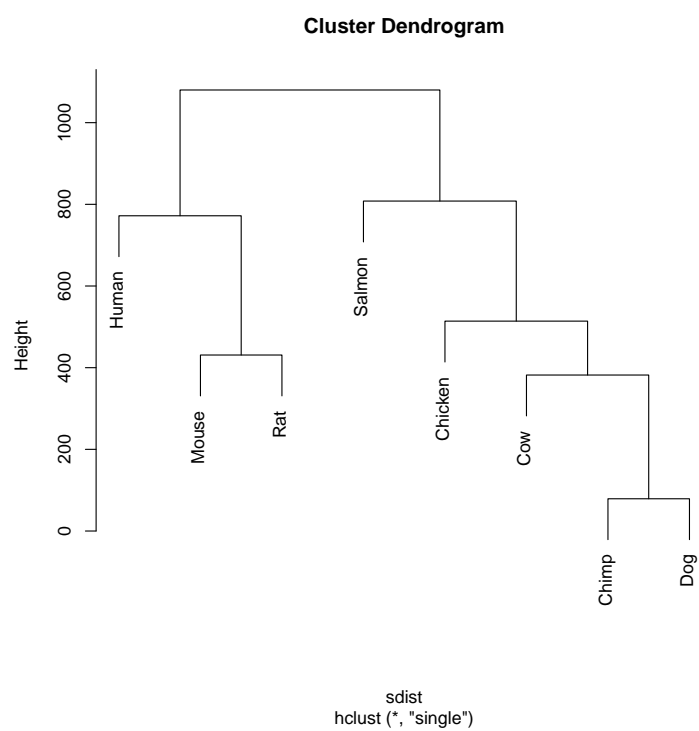 Cluster Dendrogram
Height
1000
800
600
400
200
0
Human
Mouse
Rat
Salmon
Chicken
Cow
Chimp
Dog
sdist
hclust (*, "single")